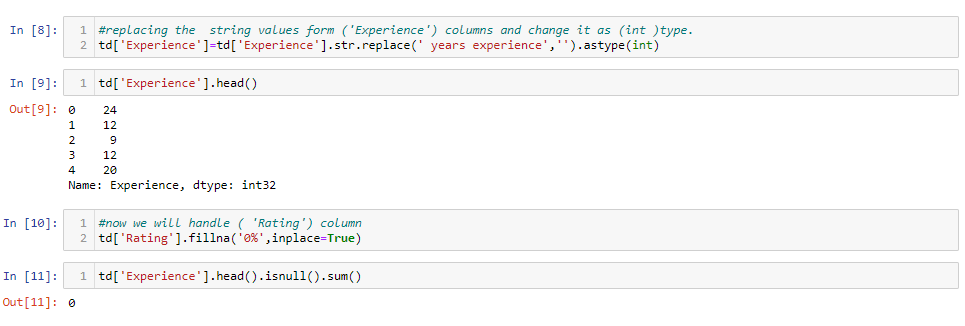 In [8]: 1 #replacing the  string values form ('Experience') columns and change it as (int )type.
2 td['Experience']=td['Experience'].str.replace(' years experience','').astype(int)
In [9]: 1 td['Experience'].head()
Out[9]: 0    24
1    12
2     9
3    12
4    20
Name: Experience, dtype: int32
In [10]: 1 #now we will handle ( 'Rating') column
2 td['Rating'].fillna('0%',inplace=True)
In [11]: 1 td['Experience'].head().isnull().sum()
Out[11]: 0